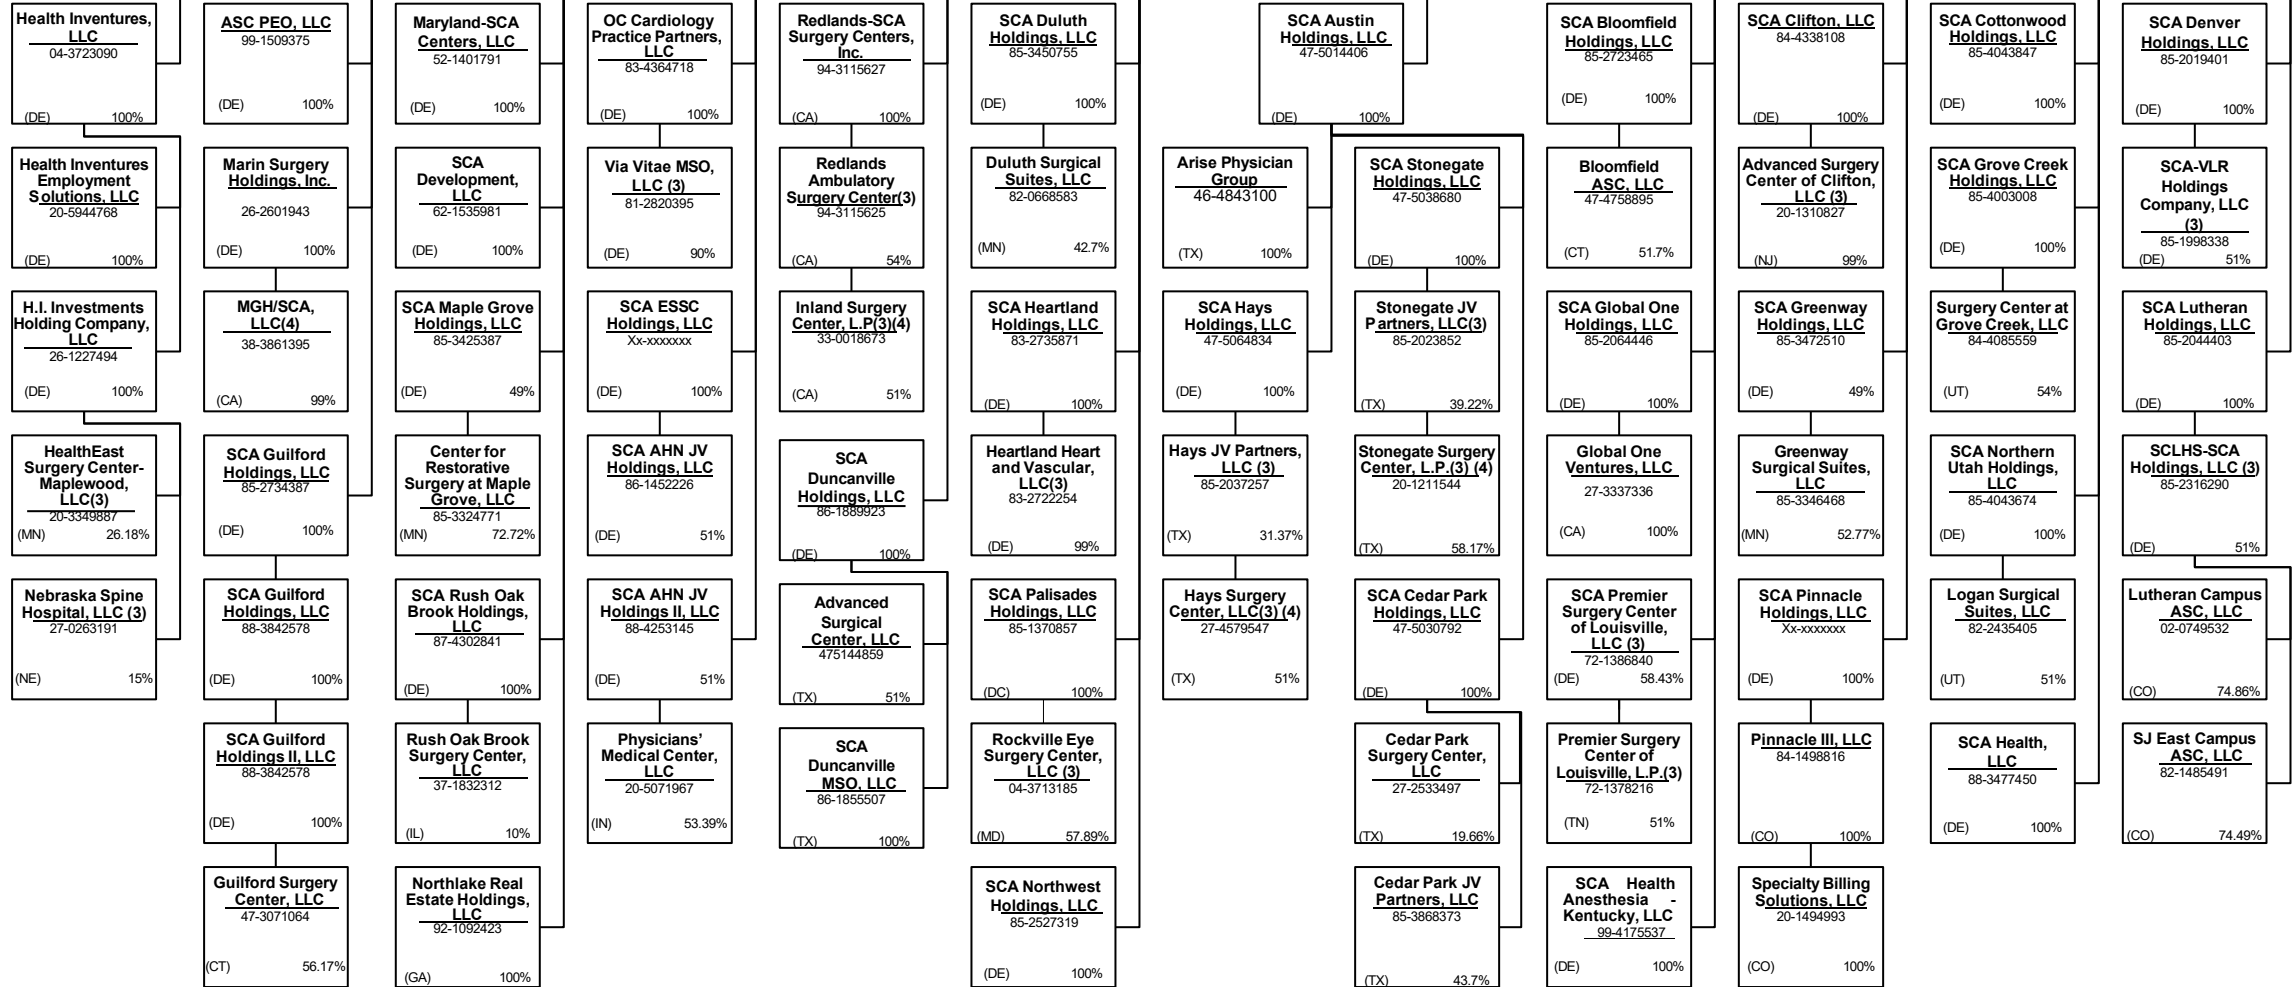 Health Inventures,
LLC
04-3723090
(DE) 100%
Health Inventures
Employment
Solutions, LLC
20-5944768
(DE) 100%
H.I. Investments
Holding Company,
LLC
26-1227494
(DE) 100%
HealthEast
Surgery Center-
Maplewood,
LLC(3)
20-3349887
(MN) 26.18%
Nebraska Spine
Hospital, LLC (3)
27-0263191
(NE) 15%
ASC PEO, LLC
99-1509375
(DE) 100%
Marin Surgery
Holdings, Inc.
26-2601943
(DE) 100%
MGH/SCA,
LLC(4)
38-3861395
(CA) 99%
SCA Guilford
Holdings, LLC
85-2734387
(DE) 100%
SCA Guilford
Holdings, LLC
88-3842578
(DE) 100%
SCA Guilford
Holdings II, LLC
88-3842578
(DE) 100%
Guilford Surgery
Center, LLC
47-3071064
(CT) 56.17%
Maryland-SCA
Centers, LLC
52-1401791
(DE) 100%
SCA
Development,
LLC
62-1535981
(DE) 100%
SCA Maple Grove
Holdings, LLC
85-3425387
(DE) 49%
Center for
Restorative
Surgery at Maple
Grove, LLC
85-3324771
(MN) 72.72%
SCA Rush Oak
Brook Holdings,
LLC
87-4302841
(DE) 100%
Rush Oak Brook
Surgery Center,
LLC
37-1832312
(IL) 10%
Northlake Real
Estate Holdings,
LLC
92-1092423
(GA) 100%
OC Cardiology
Practice Partners,
LLC
83-4364718
(DE) 100%
Via Vitae MSO,
LLC (3)
81-2820395
(DE) 90%
SCA ESSC
Holdings, LLC
Xx-xxxxxxx
(DE) 100%
SCA AHN JV
Holdings, LLC
86-1452226
(DE) 51%
SCA AHN JV
Holdings II, LLC
88-4253145
(DE) 51%
Physicians’
Medical Center,
LLC
20-5071967
(IN) 53.39%
Redlands-SCA
Surgery Centers,
Inc.
94-3115627
(CA) 100%
Redlands
Ambulatory
Surgery Center(3)
94-3115625
(CA) 54%
Inland Surgery
Center, L.P(3)(4)
33-0018673
(CA) 51%
SCA
Duncanville
Holdings, LLC
86-1889923
(DE) 100%
Advanced
Surgical
Center, LLC
475144859
(TX) 51%
SCA
Duncanville
MSO, LLC
86-1855507
(TX) 100%
SCA Duluth
Holdings, LLC
85-3450755
(DE) 100%
Duluth Surgical
Suites, LLC
82-0668583
(MN) 42.7%
SCA Heartland
Holdings, LLC
83-2735871
(DE) 100%
Heartland Heart
and Vascular,
LLC(3)
83-2722254
(DE) 99%
SCA Palisades
Holdings, LLC
85-1370857
(DC) 100%
Rockville Eye
Surgery Center,
LLC (3)
04-3713185
(MD) 57.89%
SCA Northwest
Holdings, LLC
85-2527319
(DE) 100%
SCA Austin
Holdings, LLC
47-5014406
(DE) 100%
Arise Physician
Group
46-4843100
(TX) 100%
SCA Hays
Holdings, LLC
47-5064834
(DE) 100%
Hays JV Partners,
LLC (3)
85-2037257
(TX) 31.37%
Hays Surgery
Center, LLC(3) (4)
27-4579547
(TX) 51%
SCA Stonegate
Holdings, LLC
47-5038680
(DE) 100%
Stonegate JV
Partners, LLC(3)
85-2023852
(TX) 39.22%
Stonegate Surgery
Center, L.P.(3) (4)
20-1211544
(TX) 58.17%
SCA Cedar Park
Holdings, LLC
47-5030792
(DE) 100%
Cedar Park
Surgery Center,
LLC
27-2533497
(TX) 19.66%
Cedar Park JV
Partners, LLC
85-3868373
(TX) 43.7%
SCA Bloomfield
Holdings, LLC
85-2723465
(DE) 100%
Bloomfield
ASC, LLC
47-4758895
(CT) 51.7%
SCA Global One
Holdings, LLC
85-2064446
(DE) 100%
Global One
Ventures, LLC
27-3337336
(CA) 100%
SCA Premier
Surgery Center
of Louisville,
LLC (3)
72-1386840
(DE) 58.43%
Premier Surgery
Center of
Louisville, L.P.(3)
72-1378216
(TN) 51%
SCA Health
Anesthesia -
Kentucky, LLC
99-4175537
(DE) 100%
SCA Clifton, LLC
84-4338108
(DE) 100%
Advanced Surgery
Center of Clifton,
LLC (3)
20-1310827
(NJ) 99%
SCA Greenway
Holdings, LLC
85-3472510
(DE) 49%
Greenway
Surgical Suites,
LLC
85-3346468
(MN) 52.77%
SCA Pinnacle
Holdings, LLC
Xx-xxxxxxx
(DE) 100%
Pinnacle III, LLC
84-1498816
(CO) 100%
Specialty Billing
Solutions, LLC
20-1494993
(CO) 100%
SCA Cottonwood
Holdings, LLC
85-4043847
(DE) 100%
SCA Grove Creek
Holdings, LLC
85-4003008
(DE) 100%
Surgery Center at
Grove Creek, LLC
84-4085559
(UT) 54%
SCA Northern
Utah Holdings,
LLC
85-4043674
(DE) 100%
Logan Surgical
Suites, LLC
82-2435405
(UT) 51%
SCA Health,
LLC
88-3477450
(DE) 100%
SCA Denver
Holdings, LLC
85-2019401
(DE) 100%
SCA-VLR
Holdings
Company, LLC
(3)
85-1998338
(DE) 51%
SCA Lutheran
Holdings, LLC
85-2044403
(DE) 100%
SCLHS-SCA
Holdings, LLC (3)
85-2316290
(DE) 51%
Lutheran Campus
ASC, LLC
02-0749532
(CO) 74.86%
SJ East Campus
ASC, LLC
82-1485491
(CO) 74.49%